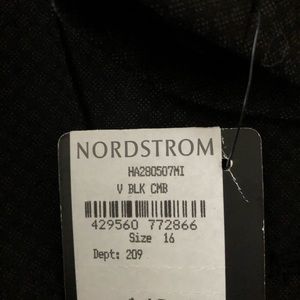 NORDSTROM
HA280507MI
V BLK CMB
429560 772866
Size 16
Dept: 209